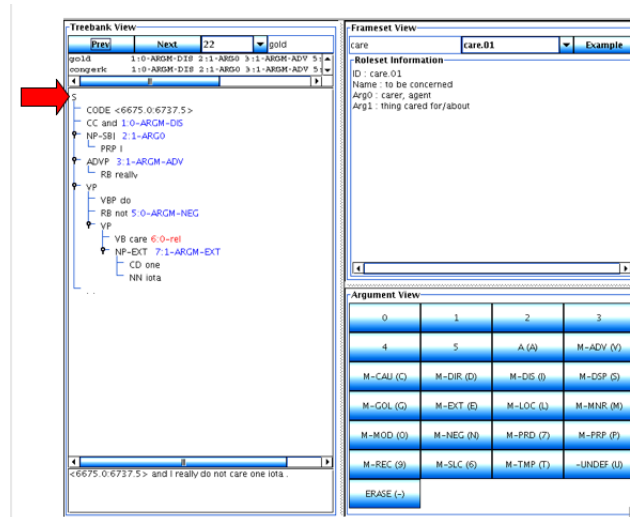 Treebank View
Prev Next 22 gold
gold 1:0-ARGM-DIS 2:1-ARG0 3:1-ARGM-ADV 5:
congerk 1:0-ARGM-DIS 2:1-ARG0 3:1-ARGM-ADV 5:
S
CODE <6675.0:6737.5>
CC and 1:0-ARGM-DIS
NP-SBJ 2:1-ARG0
PRP I
ADVP 3:1-ARGM-ADV
RB really
VP
VBP do
RB not 5:0-ARGM-NEG
VP
VB care 6:0-rel
NP-EXT 7:1-ARGM-EXT
CD one
NN iota
. .
<6675.0:6737.5> and I really do not care one iota .
Frameset View
care care.01 Example
Roleset Information
ID : care.01
Name : to be concerned
Arg0 : carer, agent
Arg1 : thing cared for/about
Argument View
0 1 2 3
4 5 A (A) M-ADV (V)
M-CAU (C) M-DIR (D) M-DIS (I) M-DSP (S)
M-GOL (G) M-EXT (E) M-LOC (L) M-MNR (M)
M-MOD (O) M-NEG (N) M-PRD (7) M-PRP (P)
M-REC (9) M-SLC (6) M-TMP (T) -UNDEF (U)
ERASE (-)